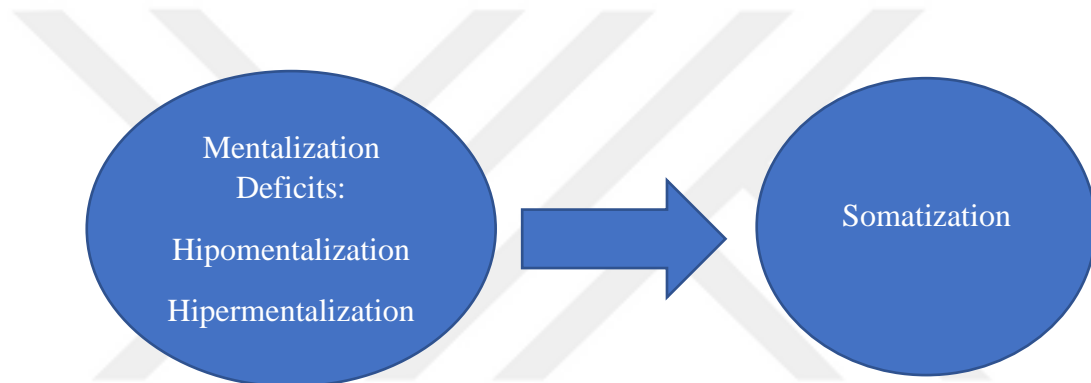 Mentalization
Deficits:
Hipomentalization
Hipermentalization
Somatization